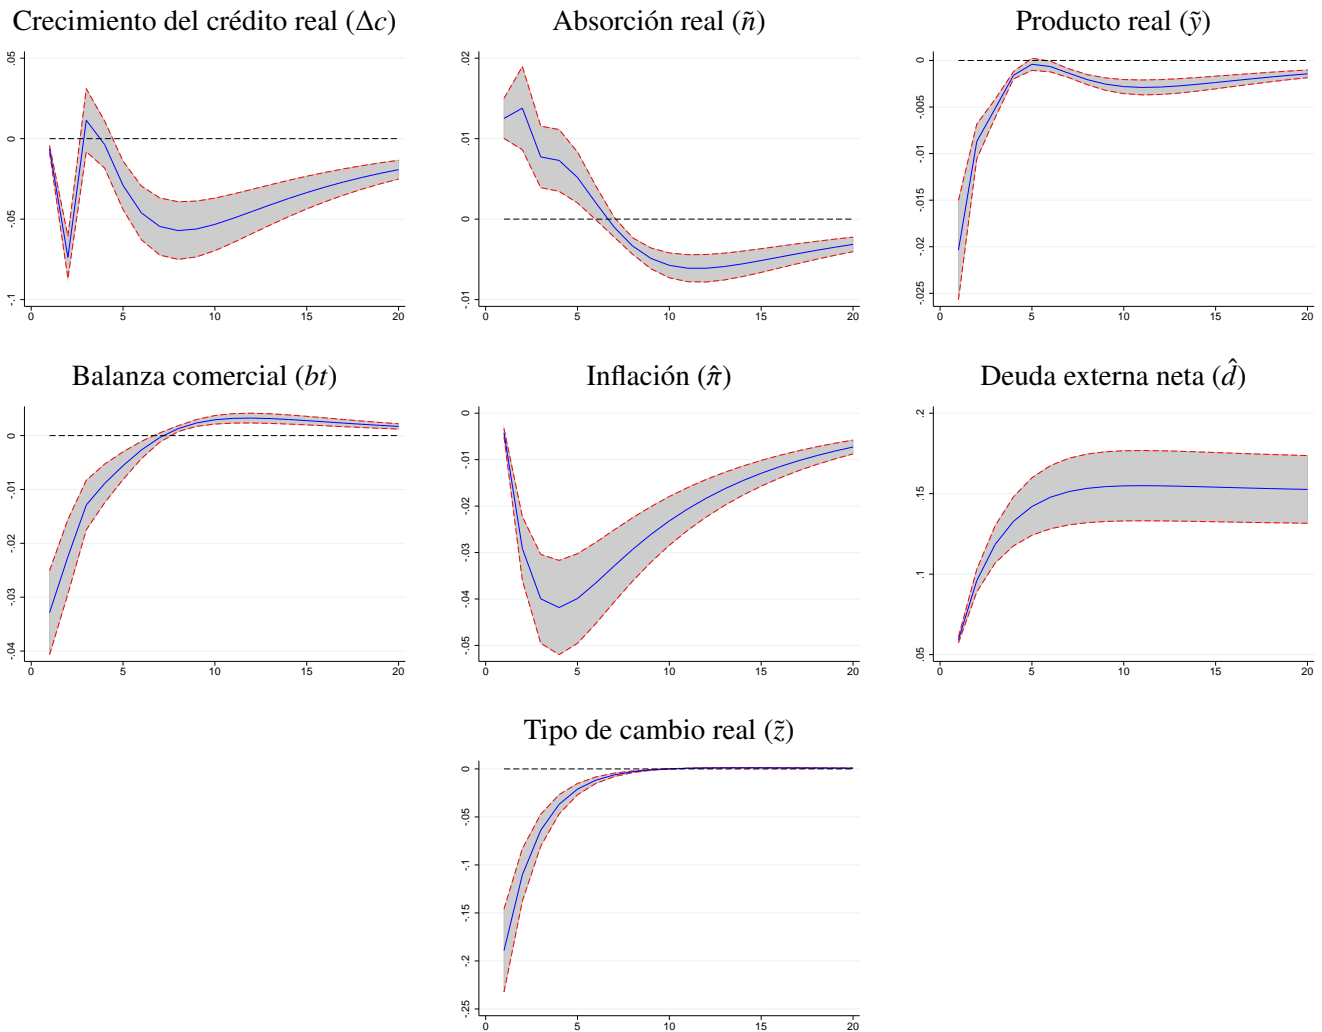 Crecimiento del crédito real (Δc)
.05
0
-.05
-.1
0 5 10 15 20
Absorción real (ñ)
.02
.01
0
-.01
0 5 10 15 20
Producto real (ỹ)
0
-.005
-.01
-.015
-.02
-.025
0 5 10 15 20
Balanza comercial (bt)
0
-.01
-.02
-.03
-.04
0 5 10 15 20
Inflación (π̂)
0
-.01
-.02
-.03
-.04
-.05
0 5 10 15 20
Deuda externa neta (d̂)
.2
.15
.1
.05
0 5 10 15 20
Tipo de cambio real (z̃)
0
-.05
-.1
-.15
-.2
-.25
0 5 10 15 20